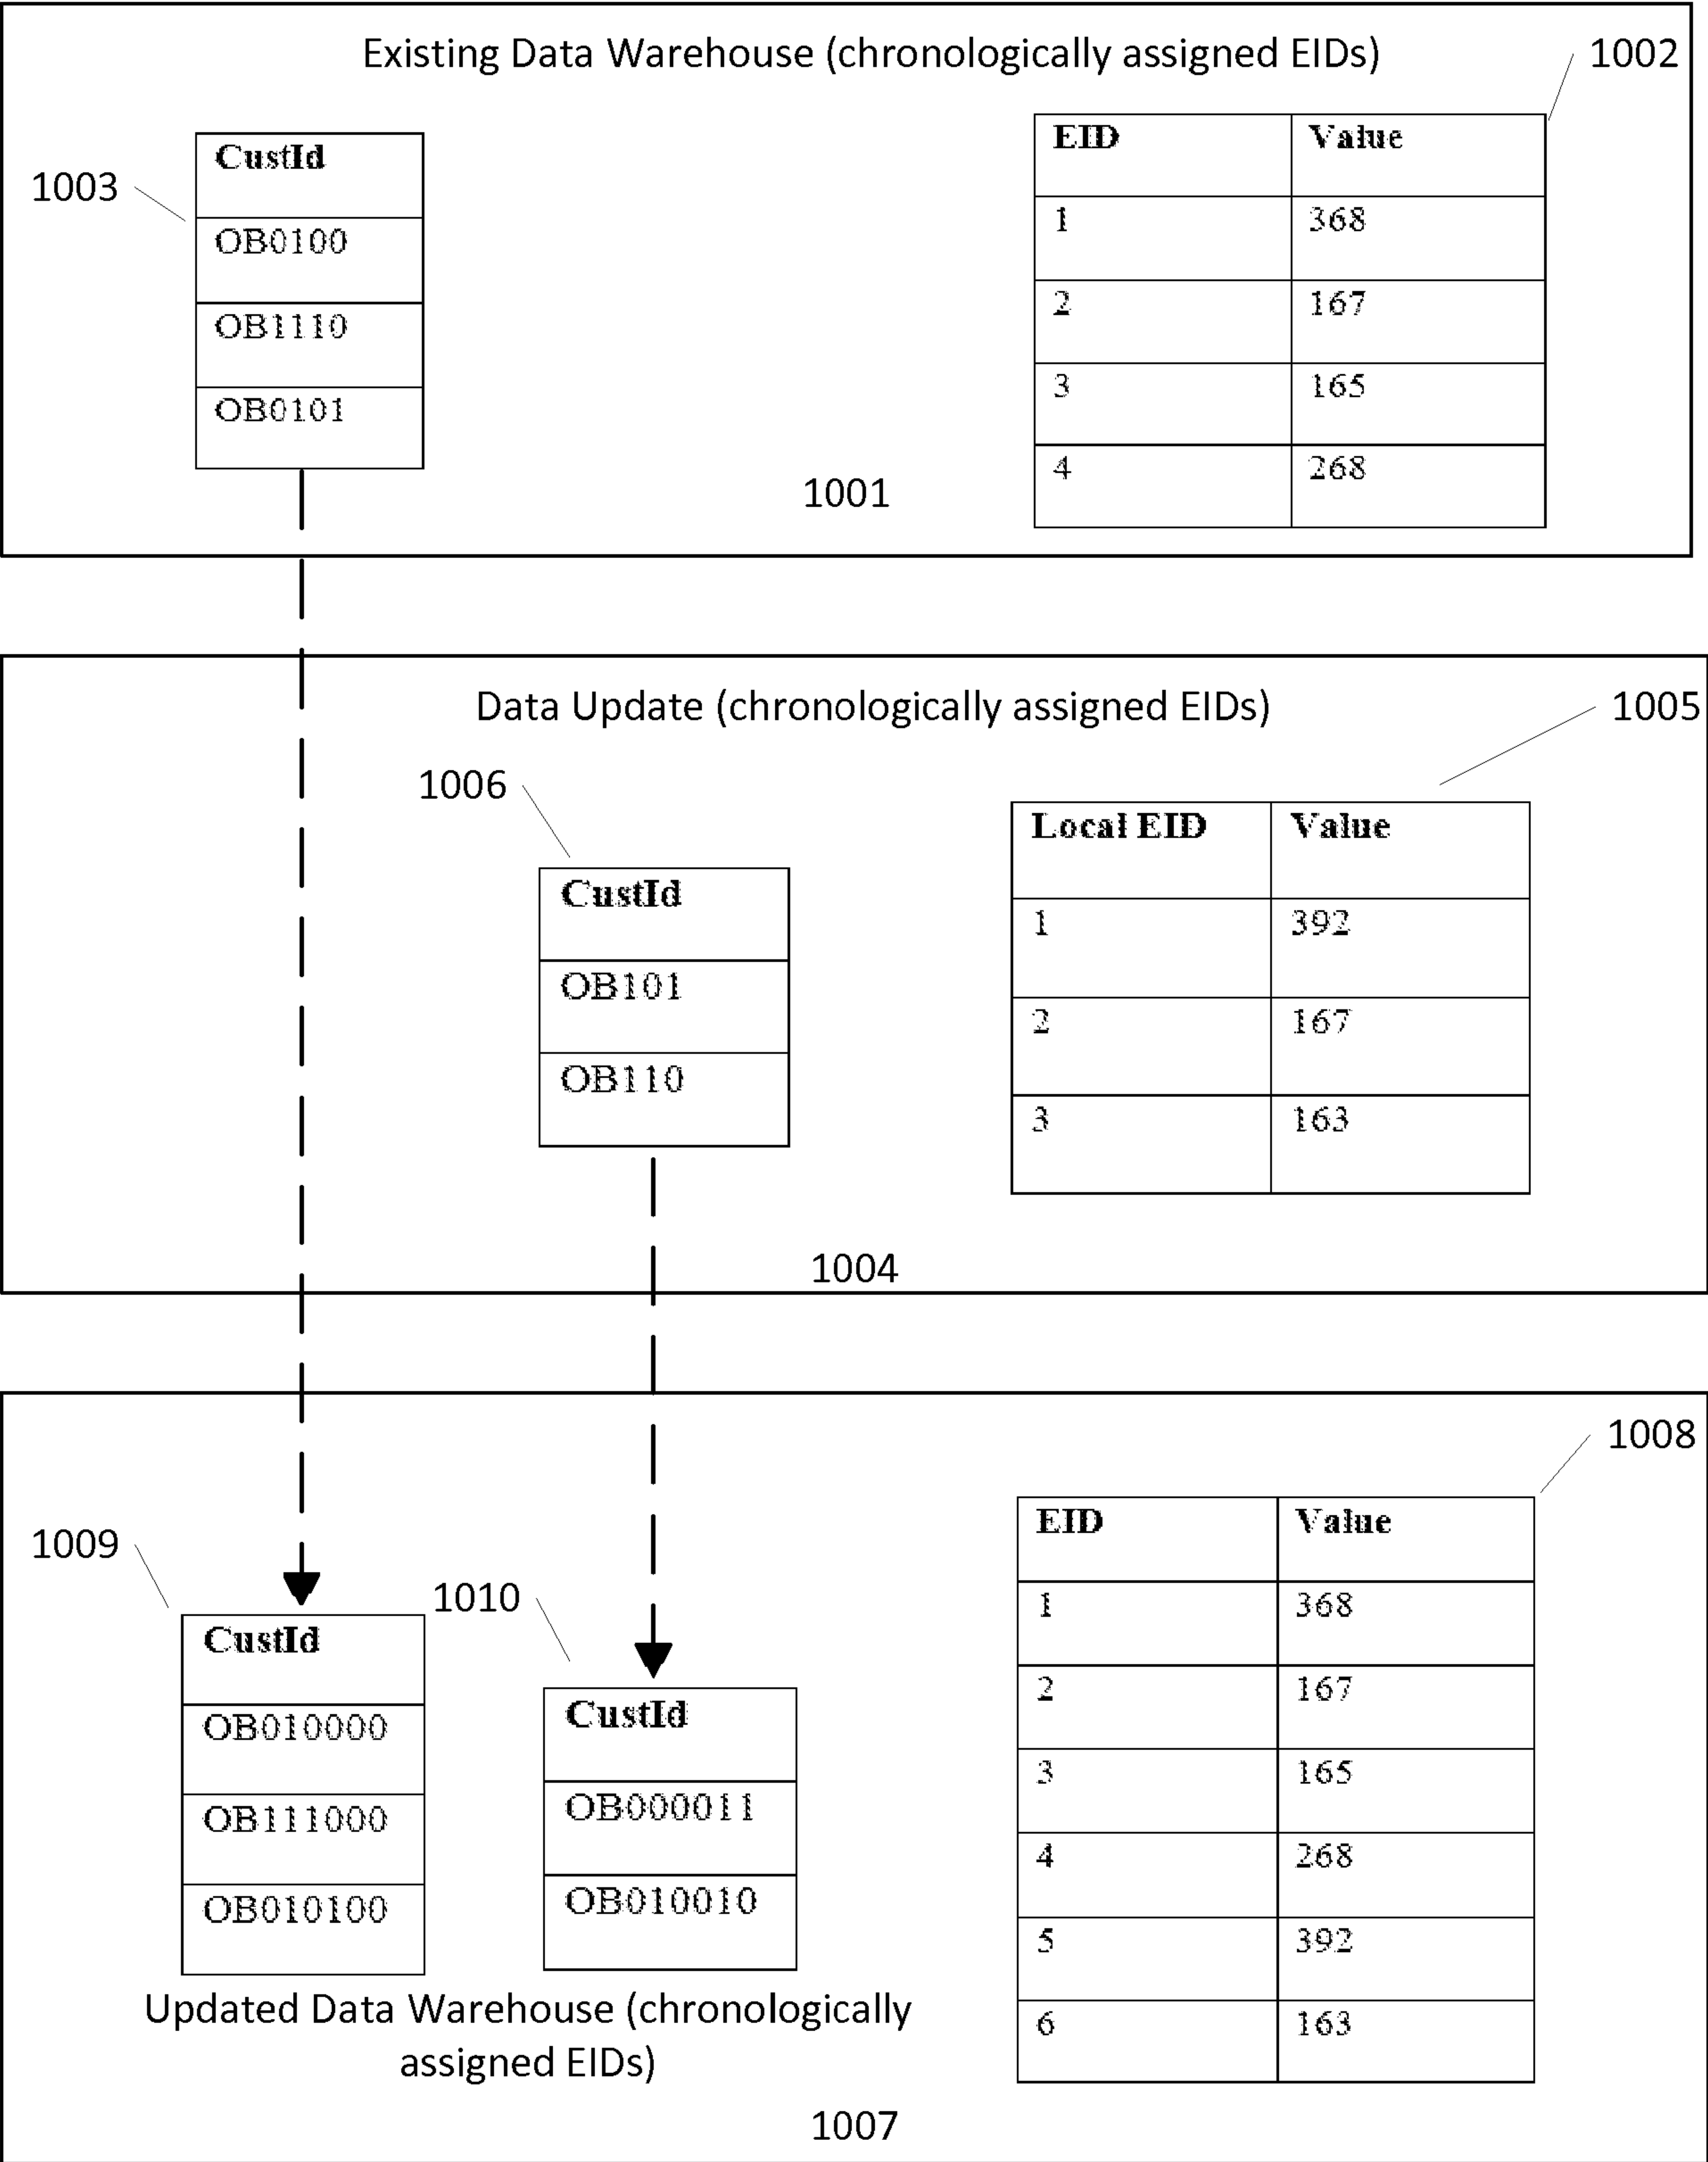 Existing Data Warehouse (chronologically assigned EIDs)
1002
1003
CustId
OB0100
OB1110
OB0101
EID Value
1 368
2 167
3 165
4 268
1001
Data Update (chronologically assigned EIDs)
1005
1006
CustId
OB101
OB110
Local EID Value
1 392
2 167
3 163
1004
1008
1009
CustId
OB010000
OB111000
OB010100
1010
CustId
OB000011
OB010010
EID Value
1 368
2 167
3 165
4 268
5 392
6 163
Updated Data Warehouse (chronologically
assigned EIDs)
1007